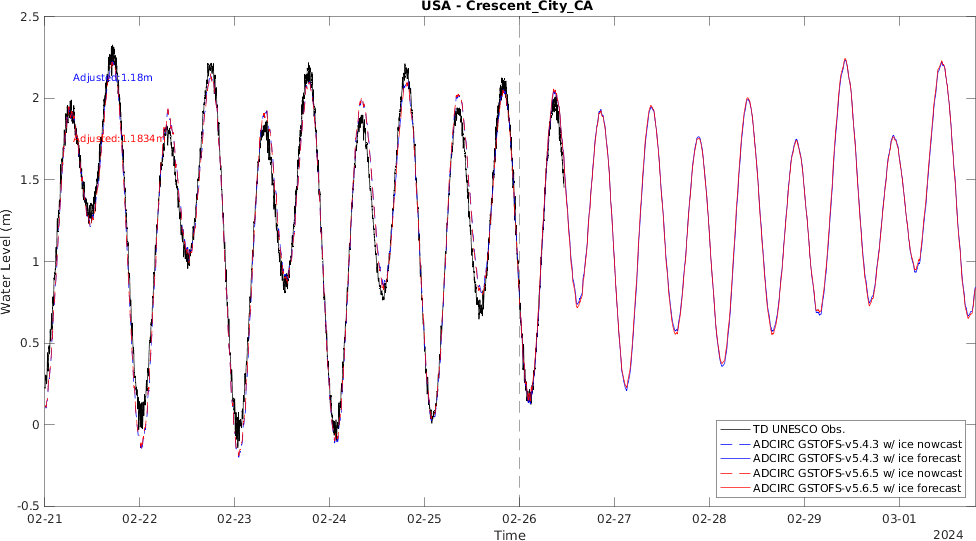 USA - Crescent_City_CA
2.5
2
1.5
1
0.5
0
-0.5
Water Level (m)
Adjusted:1.18m
Adjusted:1.1834m
TD UNESCO Obs.
ADCIRC GSTOFS-v5.4.3 w/ ice nowcast
ADCIRC GSTOFS-v5.4.3 w/ ice forecast
ADCIRC GSTOFS-v5.6.5 w/ ice nowcast
ADCIRC GSTOFS-v5.6.5 w/ ice forecast
02-21 02-22 02-23 02-24 02-25 02-26 02-27 02-28 02-29 03-01
Time
2024